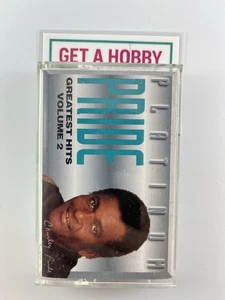 GET A HOBBY
PLATINUM
PRIDE
GREATEST HITS
VOLUME 2
Charley Pride